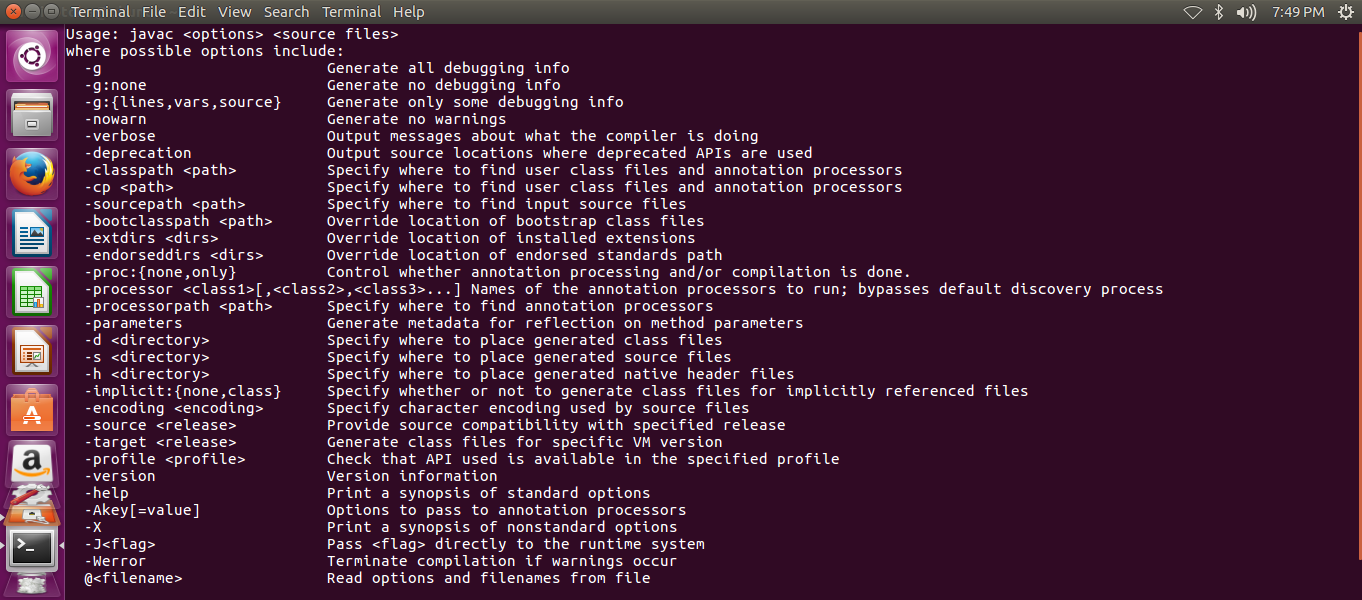 Terminal File Edit View Search Terminal Help 7:49 PM
Usage: javac <options> <source files>
where possible options include:
  -g                         Generate all debugging info
  -g:none                    Generate no debugging info
  -g:{lines,vars,source}     Generate only some debugging info
  -nowarn                    Generate no warnings
  -verbose                   Output messages about what the compiler is doing
  -deprecation               Output source locations where deprecated APIs are used
  -classpath <path>          Specify where to find user class files and annotation processors
  -cp <path>                 Specify where to find user class files and annotation processors
  -sourcepath <path>         Specify where to find input source files
  -bootclasspath <path>      Override location of bootstrap class files
  -extdirs <dirs>            Override location of installed extensions
  -endorseddirs <dirs>       Override location of endorsed standards path
  -proc:{none,only}          Control whether annotation processing and/or compilation is done.
  -processor <class1>[,<class2>,<class3>...] Names of the annotation processors to run; bypasses default discovery process
  -processorpath <path>      Specify where to find annotation processors
  -parameters                Generate metadata for reflection on method parameters
  -d <directory>             Specify where to place generated class files
  -s <directory>             Specify where to place generated source files
  -h <directory>             Specify where to place generated native header files
  -implicit:{none,class}     Specify whether or not to generate class files for implicitly referenced files
  -encoding <encoding>       Specify character encoding used by source files
  -source <release>          Provide source compatibility with specified release
  -target <release>          Generate class files for specific VM version
  -profile <profile>         Check that API used is available in the specified profile
  -version                   Version information
  -help                      Print a synopsis of standard options
  -Akey[=value]              Options to pass to annotation processors
  -X                         Print a synopsis of nonstandard options
  -J<flag>                   Pass <flag> directly to the runtime system
  -Werror                    Terminate compilation if warnings occur
  @<filename>                Read options and filenames from file